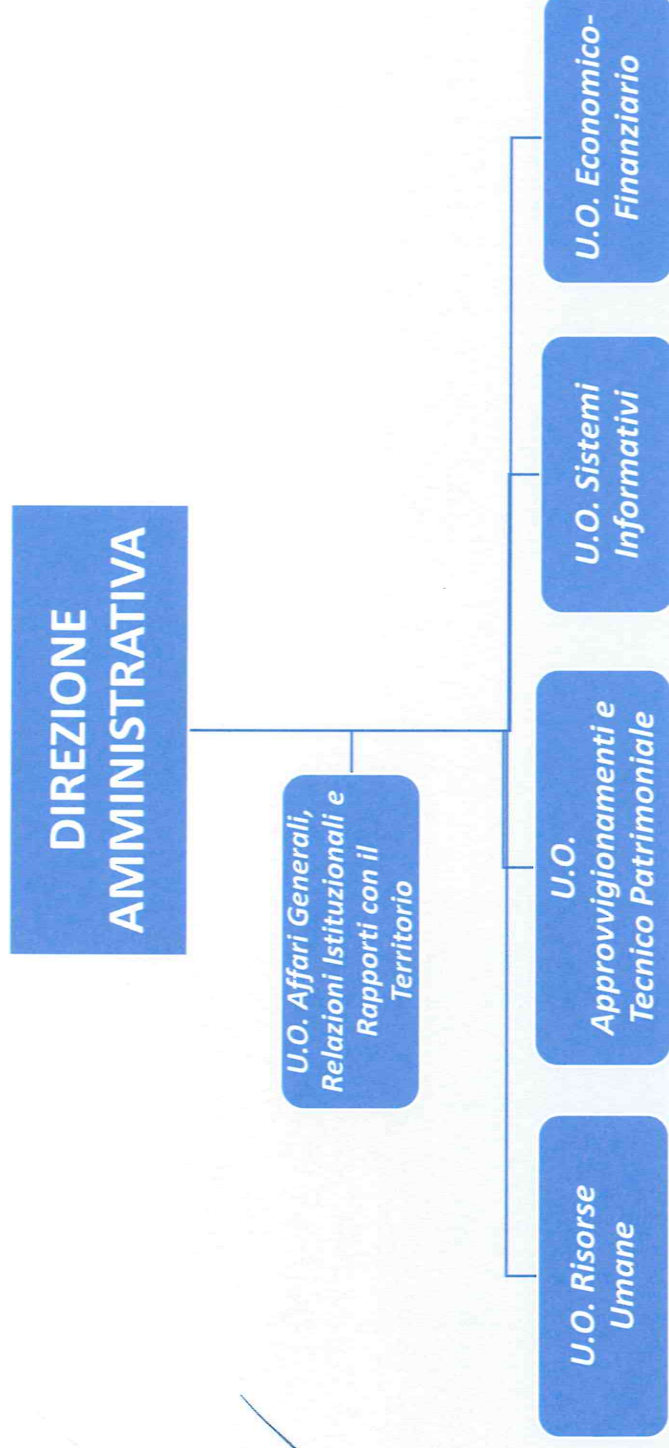 DIREZIONE
AMMINISTRATIVA
U.O. Affari Generali,
Relazioni Istituzionali e
Rapporti con il
Territorio
U.O. Risorse
Umane
U.O.
Approvvigionamenti e
Tecnico Patrimoniale
U.O. Sistemi
Informativi
U.O. Economico-
Finanziario